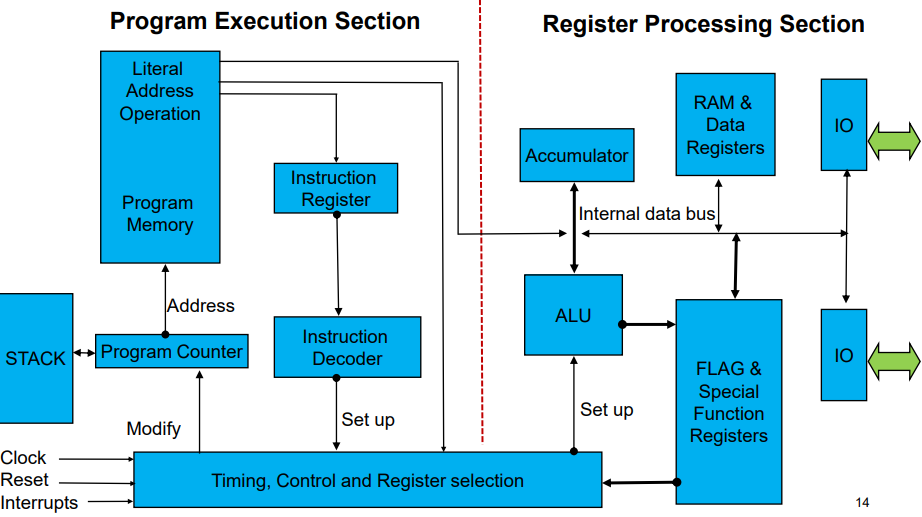 Program Execution Section
Register Processing Section
Literal
Address
Operation
Program
Memory
Instruction
Register
Accumulator
RAM &
Data
Registers
IO
Internal data bus
Address
STACK
Program Counter
Instruction
Decoder
ALU
IO
FLAG &
Special
Function
Registers
Modify
Set up
Set up
Clock
Reset
Interrupts
Timing, Control and Register selection
14